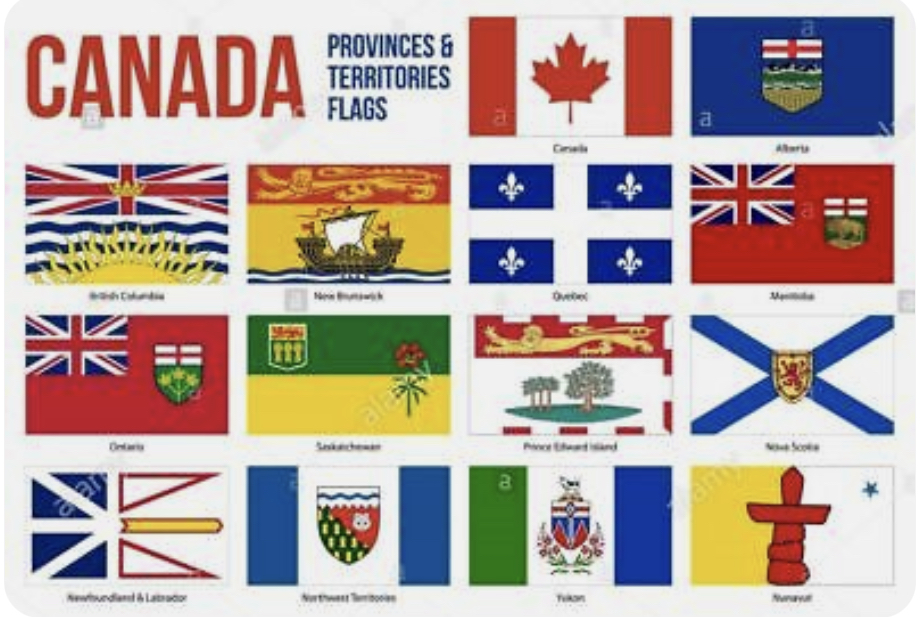 CANADA
PROVINCES &
TERRITORIES
FLAGS
Canada
Alberta
British Columbia
New Brunswick
Quebec
Manitoba
Ontario
Saskatchewan
Prince Edward Island
Nova Scotia
Newfoundland & Labrador
Northwest Territories
Yukon
Nunavut
a
alamy